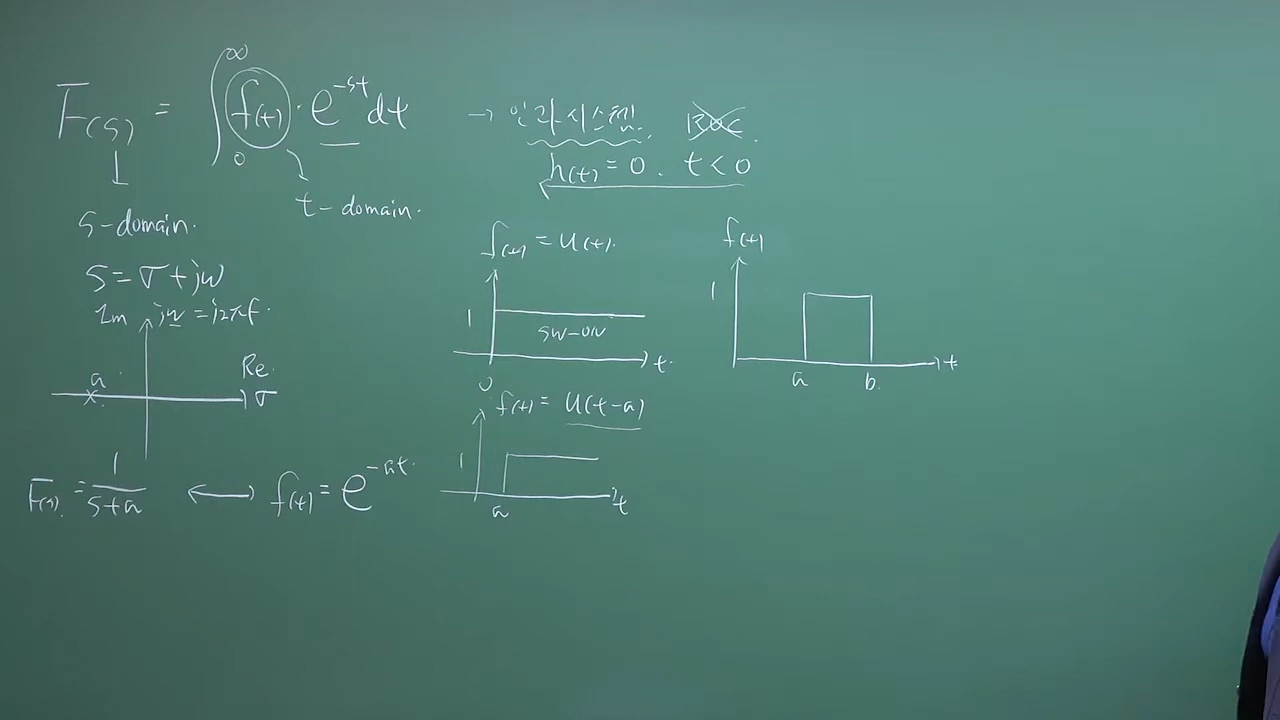 F(s) = ∫₀^∞ f(t) · e^{-st} dt → 인과시스템. ROC.
h(t) = 0. t < 0
t - domain.
s-domain.
s = σ + jω
Im jω = j2πf.
Re
σ
a
F(s) = 1/(s+a) ⟷ f(t) = e^{-at}.
f(t) = u(t).
1
SW-ON
t.
0
f(t) = u(t-a)
1
a
t
f(t)
1
a
b.
t